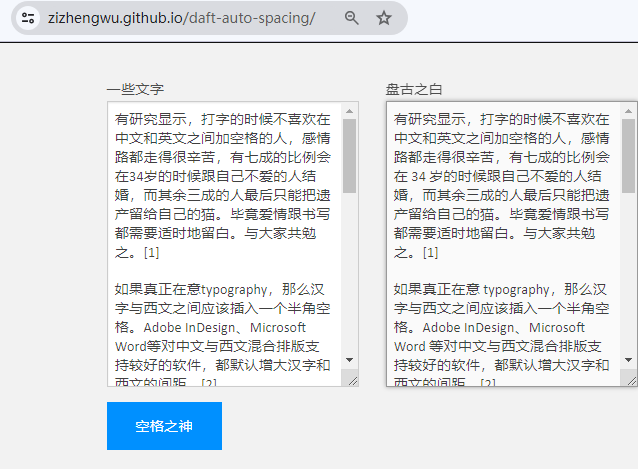 zizhengwu.github.io/daft-auto-spacing/
一些文字
有研究显示，打字的时候不喜欢在
中文和英文之间加空格的人，感情
路都走得很辛苦，有七成的比例会
在34岁的时候跟自己不爱的人结
婚，而其余三成的人最后只能把遗
产留给自己的猫。毕竟爱情跟书写
都需要适时地留白。与大家共勉
之。[1]
如果真正在意typography，那么汉
字与西文之间应该插入一个半角空
格。Adobe InDesign、Microsoft
Word等对中文与西文混合排版支
持较好的软件，都默认增大汉字和
西文的间距。[2]
盘古之白
有研究显示，打字的时候不喜欢在
中文和英文之间加空格的人，感情
路都走得很辛苦，有七成的比例会
在 34 岁的时候跟自己不爱的人结
婚，而其余三成的人最后只能把遗
产留给自己的猫。毕竟爱情跟书写
都需要适时地留白。与大家共勉
之。[1]
如果真正在意 typography，那么汉
字与西文之间应该插入一个半角空
格。Adobe InDesign、Microsoft
Word 等对中文与西文混合排版支
持较好的软件，都默认增大汉字和
西文的间距。[2]
空格之神